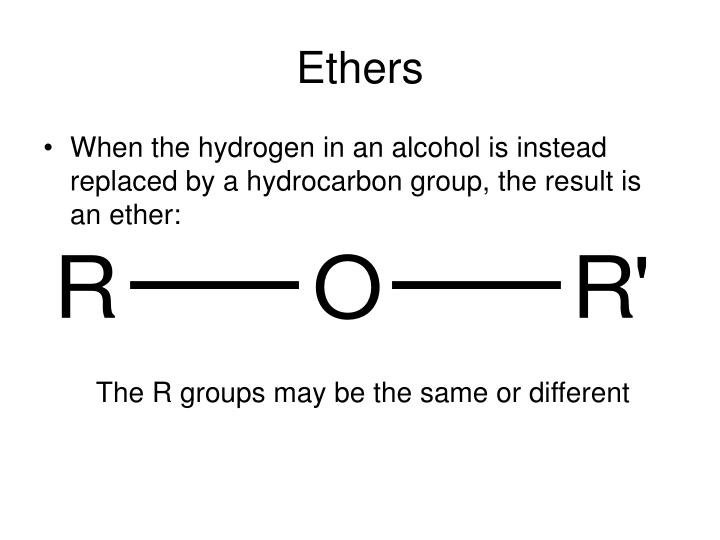 Ethers
• When the hydrogen in an alcohol is instead
replaced by a hydrocarbon group, the result is
an ether:
R O R'
The R groups may be the same or different